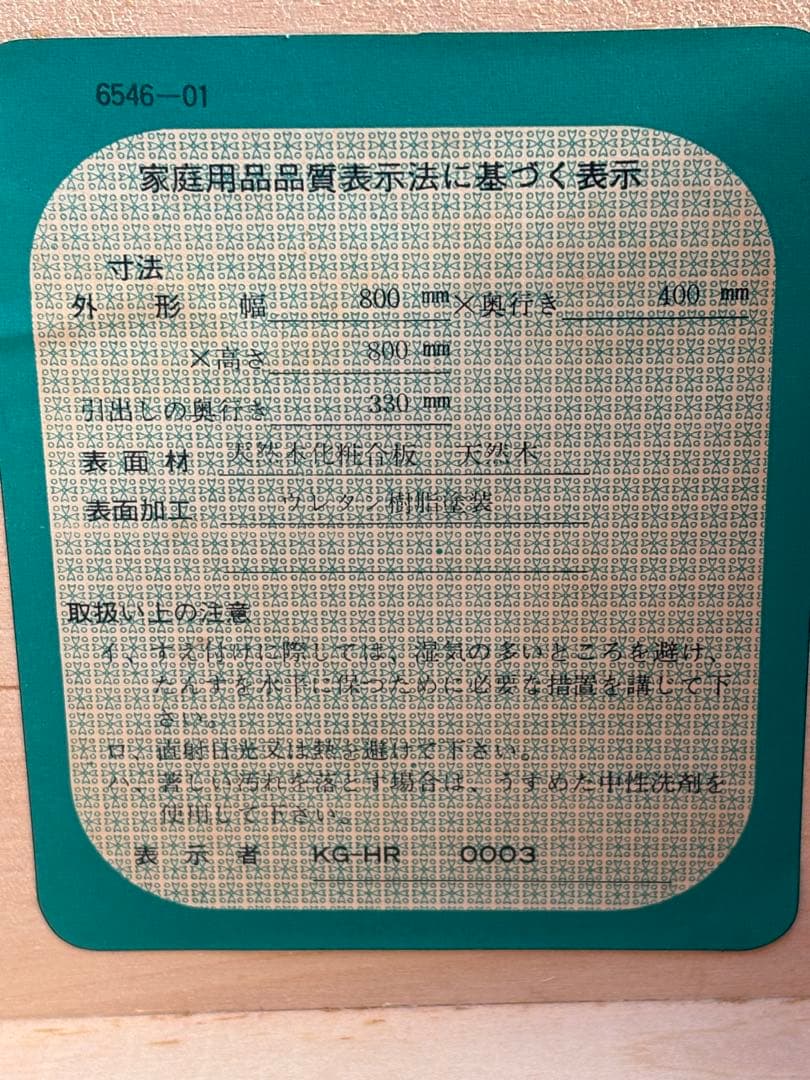 6546-01
家庭用品品質表示法に基づく表示
寸法
外形 幅 800 mm×奥行き 400 mm
×高さ 800 mm
引出しの奥行き 330 mm
表面材 天然木化粧合板 天然木
表面加工 ウレタン樹脂塗装
取扱い上の注意
イ、すえ付けに際しては、湿気の多いところを避け、
たんすを水平に保つために必要な措置を講じて下
さい。
ロ、直射日光又は熱を避けて下さい。
ハ、著しい汚れを落とす場合は、うすめた中性洗剤を
使用して下さい。
表示者 KG-HR 0003